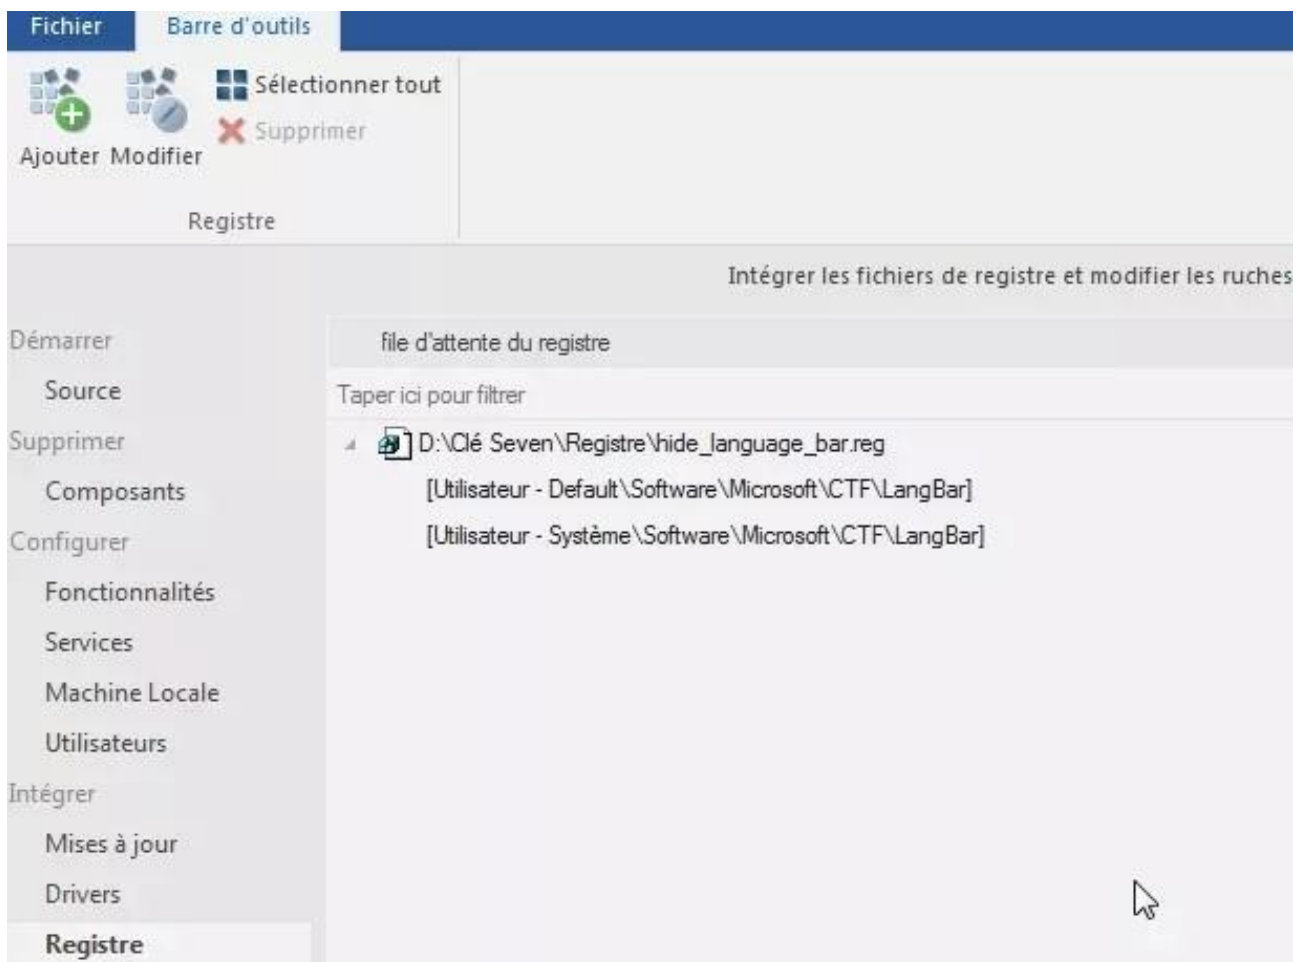 Fichier
Barre d'outils
Sélectionner tout
Supprimer
Ajouter Modifier
Registre
Intégrer les fichiers de registre et modifier les ruches
Démarrer
file d'attente du registre
Source
Taper ici pour filtrer
Supprimer
D:\Clé Seven\Registre\hide_language_bar.reg
Composants
[Utilisateur - Default\Software\Microsoft\CTF\LangBar]
Configurer
[Utilisateur - Système\Software\Microsoft\CTF\LangBar]
Fonctionnalités
Services
Machine Locale
Utilisateurs
Intégrer
Mises à jour
Drivers
Registre